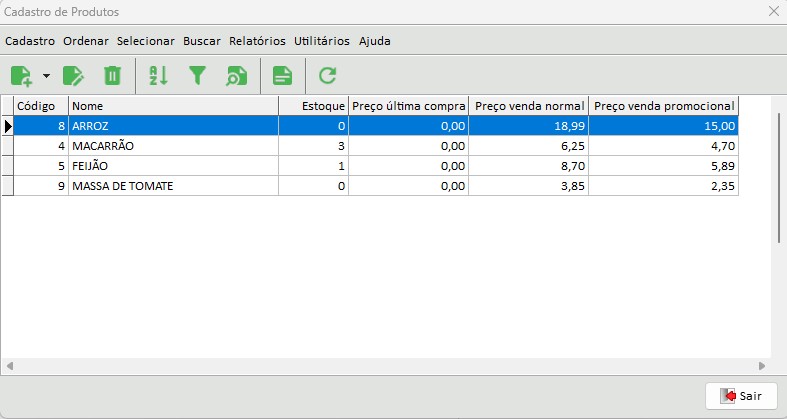 Cadastro de Produtos
Cadastro Ordenar Selecionar Buscar Relatórios Utilitários Ajuda
Código Nome Estoque Preço última compra Preço venda normal Preço venda promocional
8 ARROZ 0 0,00 18,99 15,00
4 MACARRÃO 3 0,00 6,25 4,70
5 FEIJÃO 1 0,00 8,70 5,89
9 MASSA DE TOMATE 0 0,00 3,85 2,35
Sair